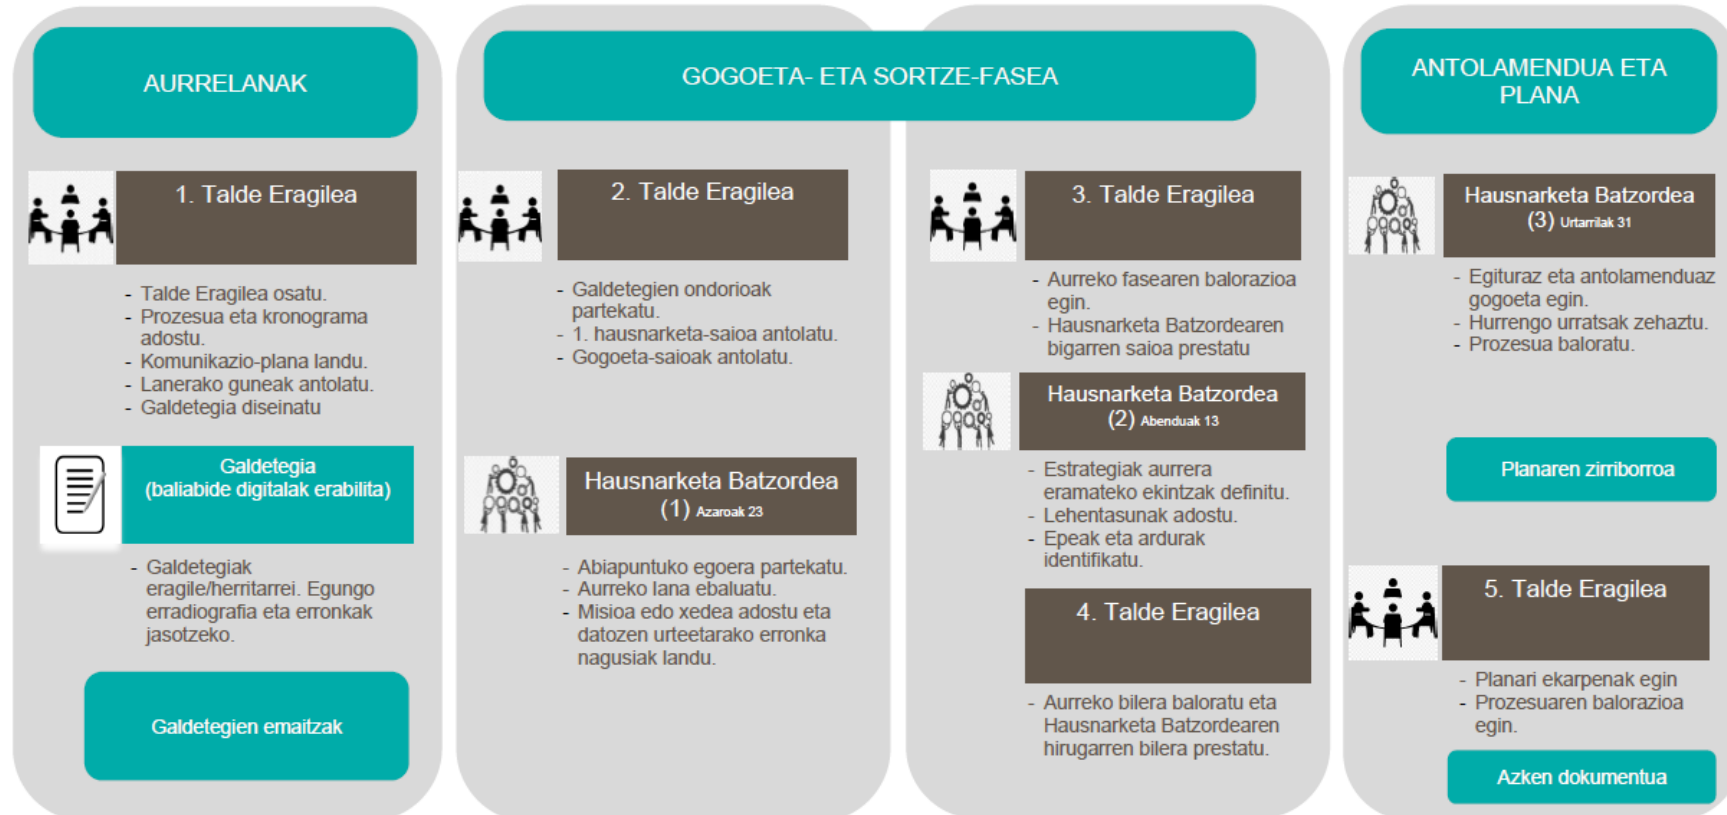 AURRELANAK
1. Talde Eragilea
- Talde Eragilea osatu.
- Prozesua eta kronograma
adostu.
- Komunikazio-plana landu.
- Lanerako guneak antolatu.
- Galdetegia diseinatu
Galdetegia
(baliabide digitalak erabilita)
- Galdetegiak
eragile/herritarrei. Egungo
erradiografia eta erronkak
jasotzeko.
Galdetegien emaitzak
GOGOETA- ETA SORTZE-FASEA
2. Talde Eragilea
- Galdetegien ondorioak
partekatu.
- 1. hausnarketa-saioa antolatu.
- Gogoeta-saioak antolatu.
Hausnarketa Batzordea
(1) Azaroak 23
- Abiapuntuko egoera partekatu.
- Aurreko lana ebaluatu.
- Misioa edo xedea adostu eta
datozen urteetarako erronka
nagusiak landu.
3. Talde Eragilea
- Aurreko fasearen balorazioa
egin.
- Hausnarketa Batzordearen
bigarren saioa prestatu
Hausnarketa Batzordea
(2) Abenduak 13
- Estrategiak aurrera
eramateko ekintzak definitu.
- Lehentasunak adostu.
- Epeak eta ardurak
identifikatu.
4. Talde Eragilea
- Aurreko bilera baloratu eta
Hausnarketa Batzordearen
hirugarren bilera prestatu.
ANTOLAMENDUA ETA
PLANA
Hausnarketa Batzordea
(3) Urtarrilak 31
- Egituraz eta antolamenduaz
gogoeta egin.
- Hurrengo urratsak zehaztu.
- Prozesua baloratu.
Planaren zirriborroa
5. Talde Eragilea
- Planari ekarpenak egin
- Prozesuaren balorazioa
egin.
Azken dokumentua